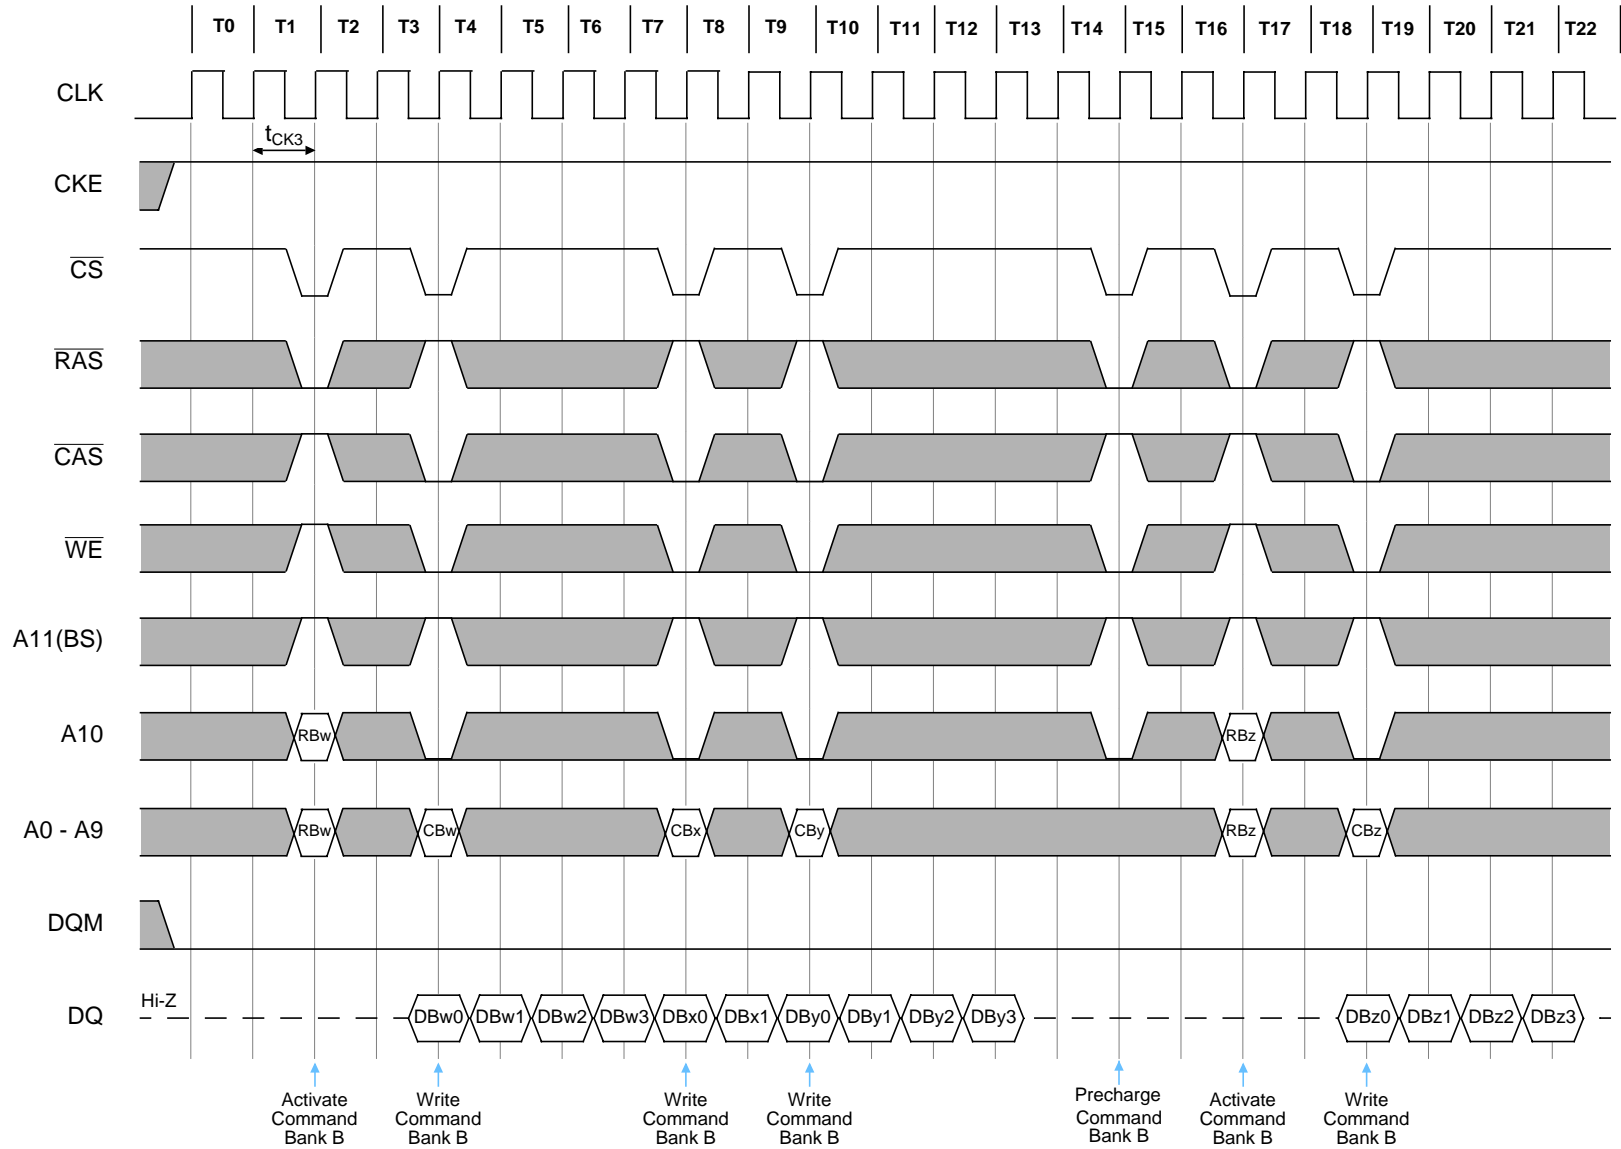 T0 T1 T2 T3 T4 T5 T6 T7 T8 T9 T10 T11 T12 T13 T14 T15 T16 T17 T18 T19 T20 T21 T22
CLK
tCK3
CKE
CS
RAS
CAS
WE
A11(BS)
A10 RBw RBz
A0 - A9 RBw CBw CBx CBy RBz CBz
DQM
Hi-Z
DQ DBw0 DBw1 DBw2 DBw3 DBx0 DBx1 DBy0 DBy1 DBy2 DBy3 DBz0 DBz1 DBz2 DBz3
Activate
Command
Bank B
Write
Command
Bank B
Write
Command
Bank B
Write
Command
Bank B
Precharge
Command
Bank B
Activate
Command
Bank B
Write
Command
Bank B